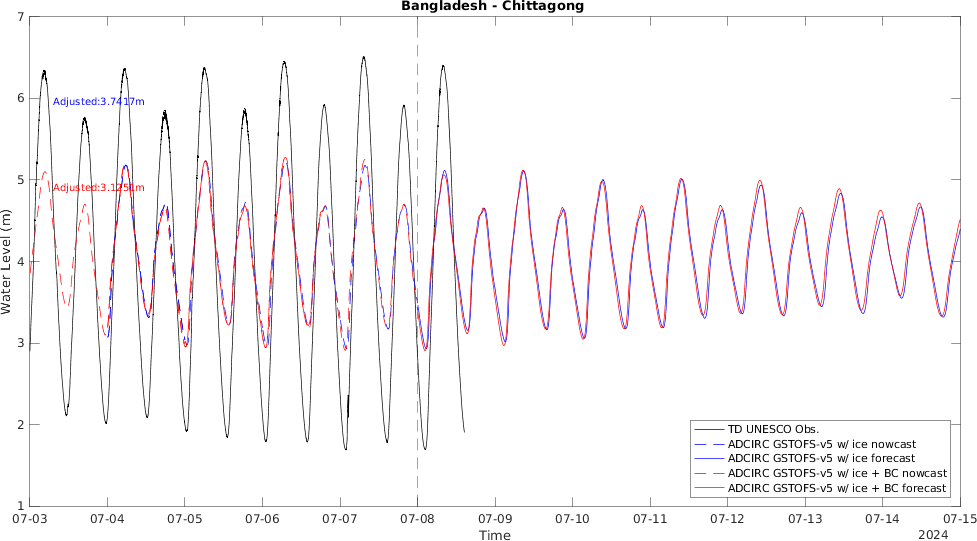 Bangladesh - Chittagong
7
6
5
4
3
2
1
Water Level (m)
Adjusted:3.7417m
Adjusted:3.1251m
TD UNESCO Obs.
ADCIRC GSTOFS-v5 w/ ice nowcast
ADCIRC GSTOFS-v5 w/ ice forecast
ADCIRC GSTOFS-v5 w/ ice + BC nowcast
ADCIRC GSTOFS-v5 w/ ice + BC forecast
07-03 07-04 07-05 07-06 07-07 07-08 07-09 07-10 07-11 07-12 07-13 07-14 07-15
Time
2024